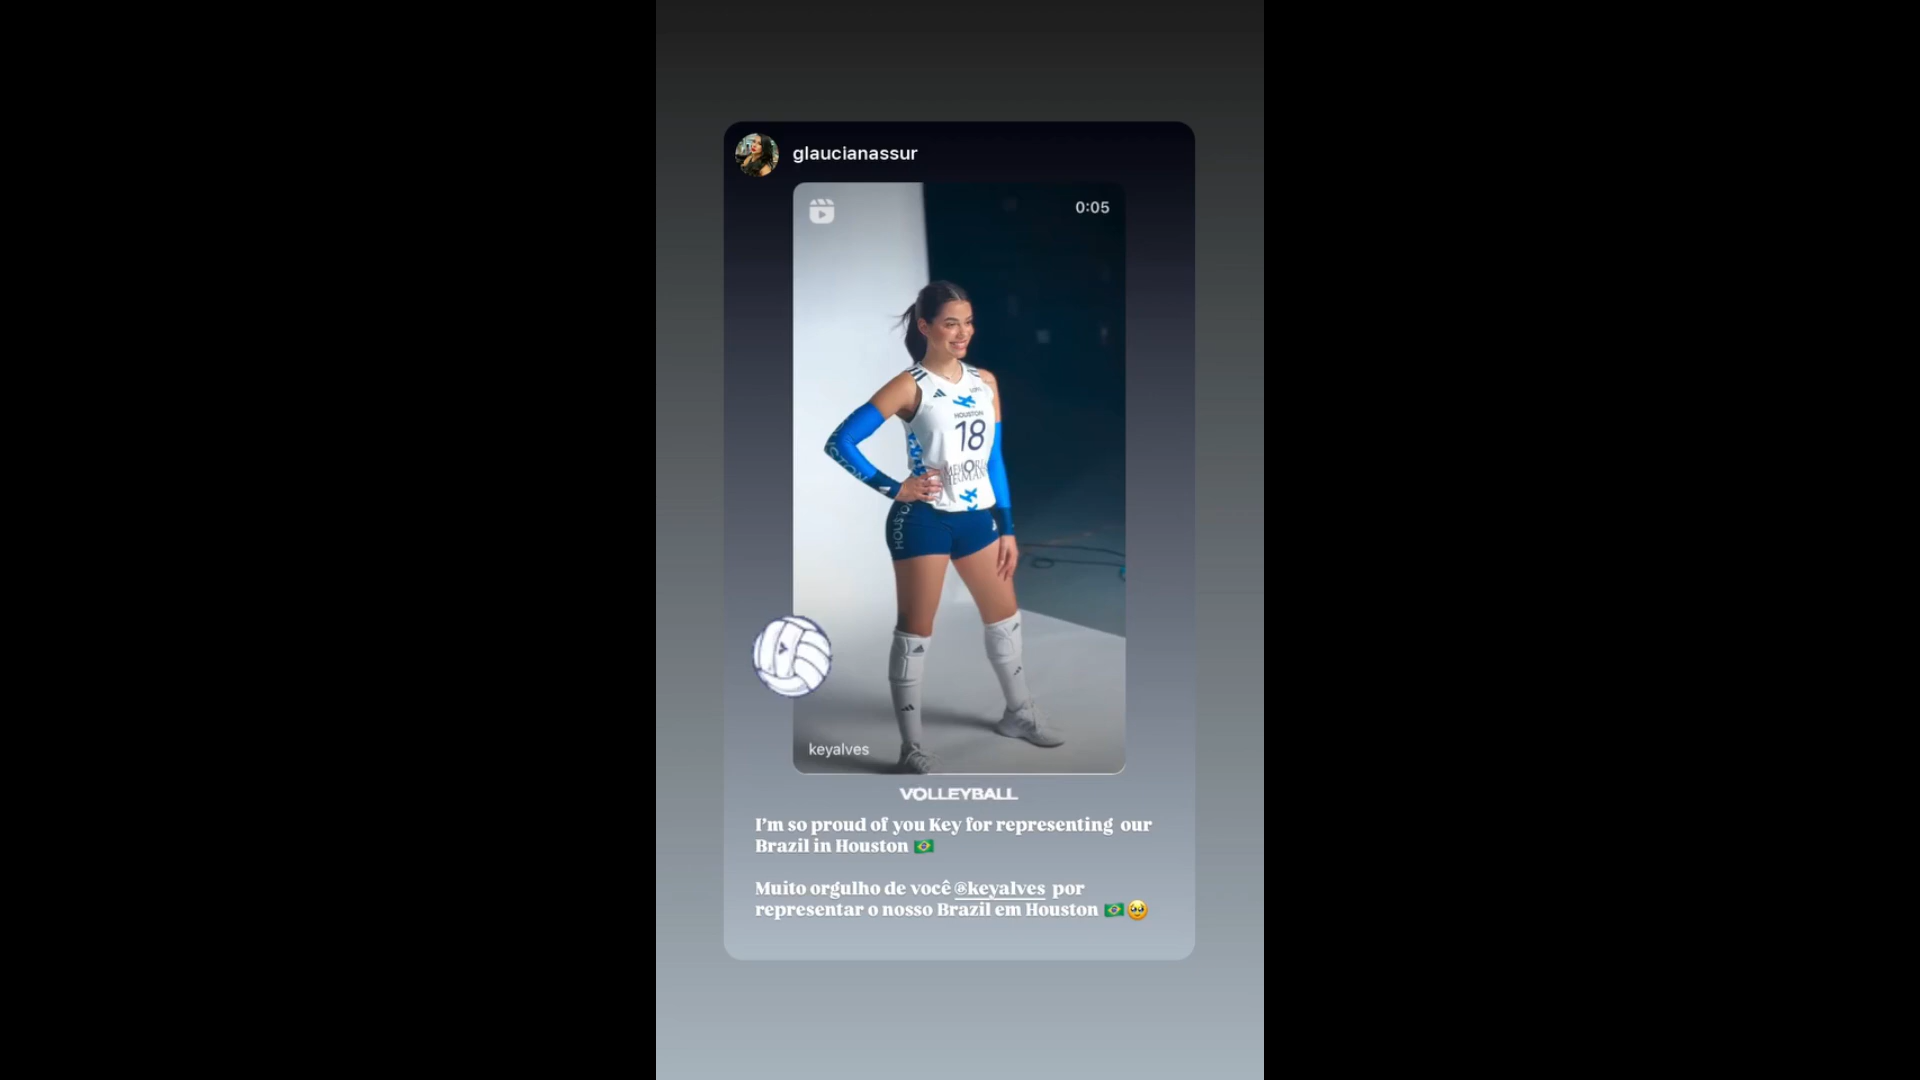 glaucianassur
0:05
HOUSTON
18
HOUSTON
keyalves
VOLLEYBALL
I'm so proud of you Key for representing our
Brazil in Houston 🇧🇷
Muito orgulho de você @keyalves por
representar o nosso Brazil em Houston 🇧🇷🥹